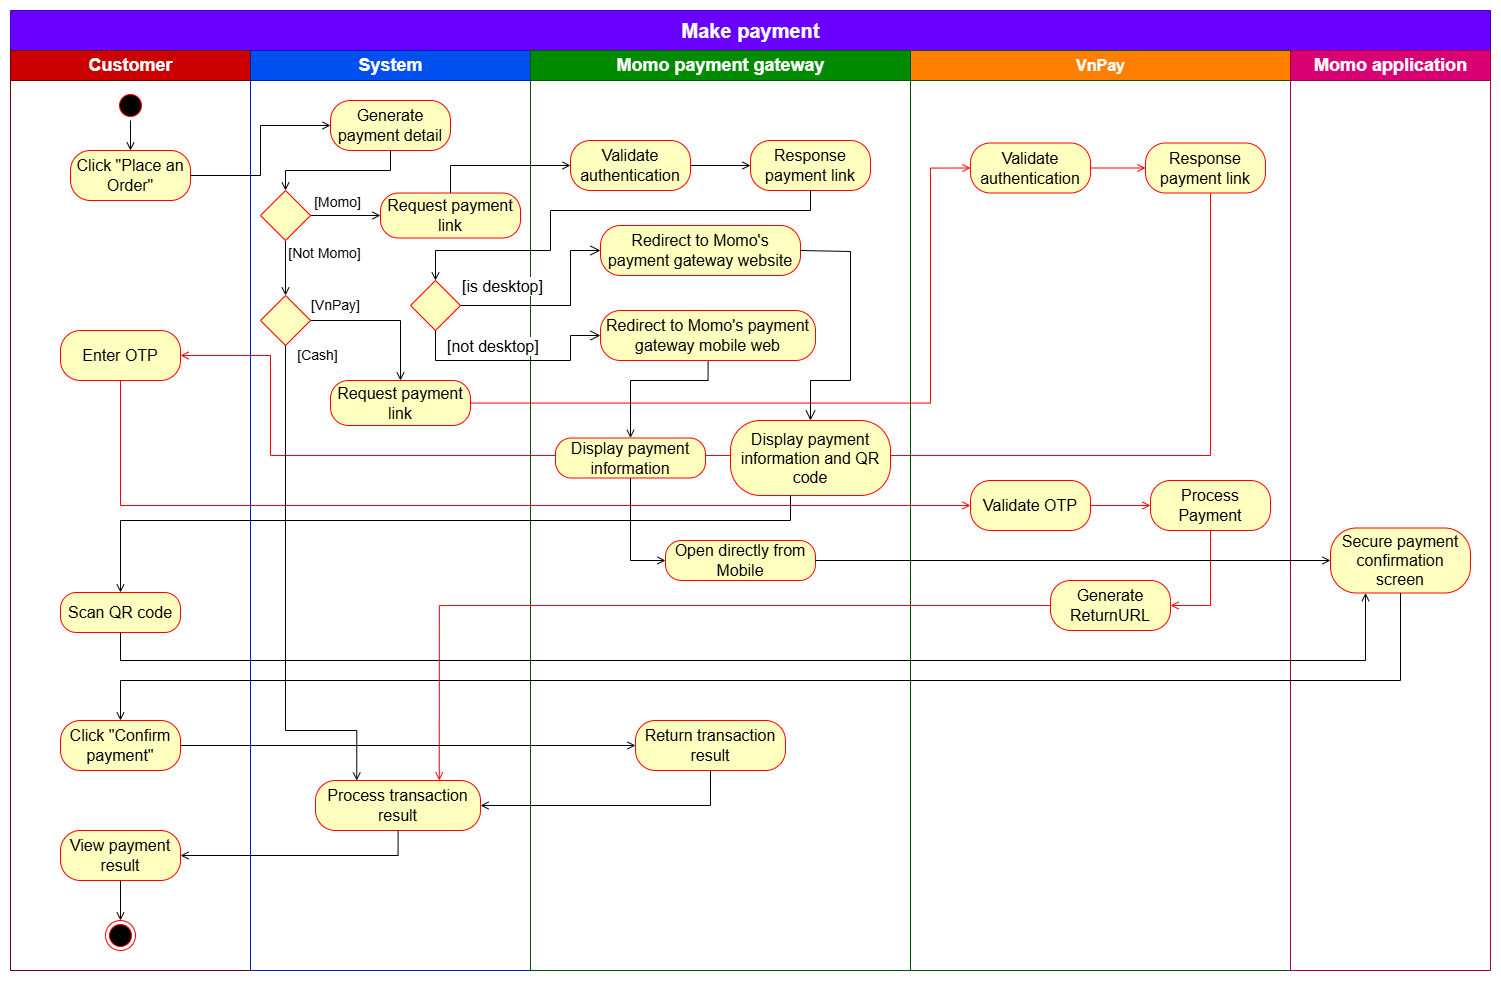 Make payment
Customer
System
Momo payment gateway
VnPay
Momo application
Generate
payment detail
Click "Place an
Order"
Validate
authentication
Response
payment link
Validate
authentication
Response
payment link
[Momo]
Request payment
link
[Not Momo]
Redirect to Momo's
payment gateway website
[is desktop]
[VnPay]
Redirect to Momo's payment
gateway mobile web
[not desktop]
[Cash]
Enter OTP
Request payment
link
Display payment
information
Display payment
information and QR
code
Validate OTP
Process
Payment
Open directly from
Mobile
Secure payment
confirmation
screen
Scan QR code
Generate
ReturnURL
Click "Confirm
payment"
Return transaction
result
Process transaction
result
View payment
result